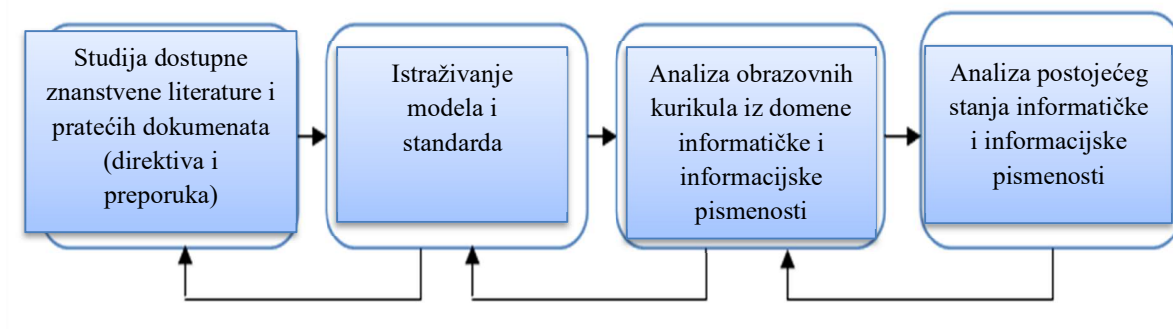 Studija dostupne
znanstvene literature i
pratećih dokumenata
(direktiva i
preporuka)
Istraživanje
modela i
standarda
Analiza obrazovnih
kurikula iz domene
informatičke i
informacijske
pismenosti
Analiza postojećeg
stanja informatičke
i informacijske
pismenosti